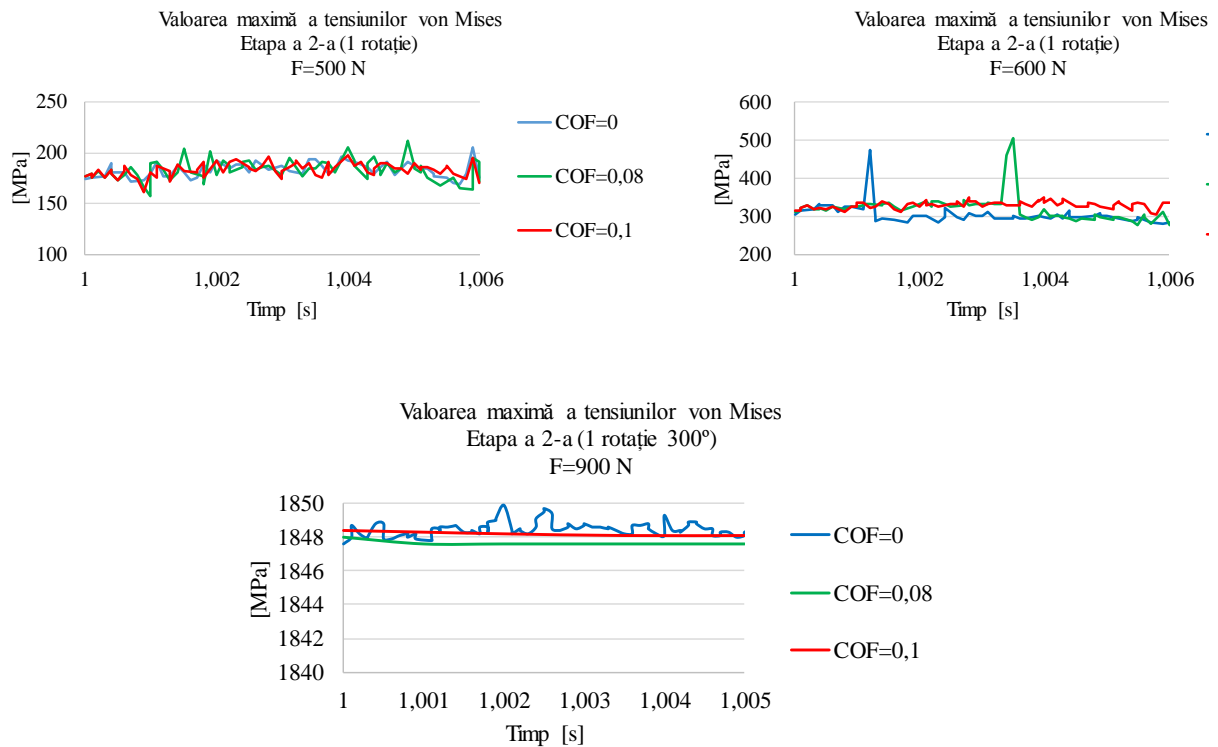 Valoarea maximă a tensiunilor von Mises
Etapa a 2-a (1 rotație)
F=500 N
250
200
150
100
[MPa]
1
1,002
1,004
1,006
Timp [s]
COF=0
COF=0,08
COF=0,1
Valoarea maximă a tensiunilor von Mises
Etapa a 2-a (1 rotație)
F=600 N
600
500
400
300
200
[MPa]
1
1,002
1,004
1,006
Timp [s]
Valoarea maximă a tensiunilor von Mises
Etapa a 2-a (1 rotație 300º)
F=900 N
1850
1848
1846
1844
1842
1840
[MPa]
1
1,001
1,002
1,003
1,004
1,005
Timp [s]
COF=0
COF=0,08
COF=0,1